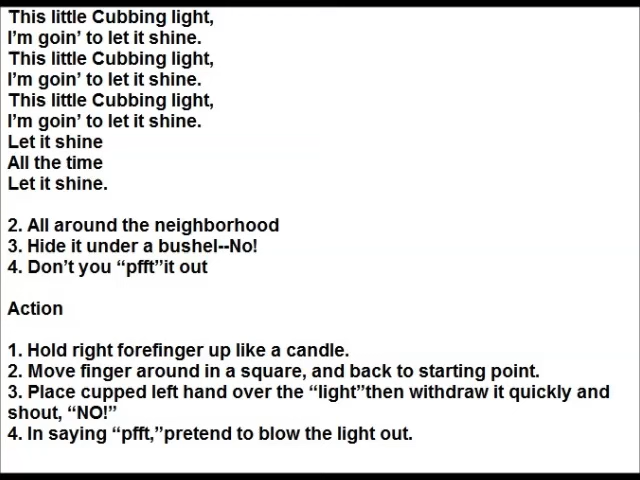 This little Cubbing light,
I’m goin’ to let it shine.
This little Cubbing light,
I’m goin’ to let it shine.
This little Cubbing light,
I’m goin’ to let it shine.
Let it shine
All the time
Let it shine.
2. All around the neighborhood
3. Hide it under a bushel--No!
4. Don’t you “pfft”it out
Action
1. Hold right forefinger up like a candle.
2. Move finger around in a square, and back to starting point.
3. Place cupped left hand over the “light”then withdraw it quickly and
shout, “NO!”
4. In saying “pfft,”pretend to blow the light out.